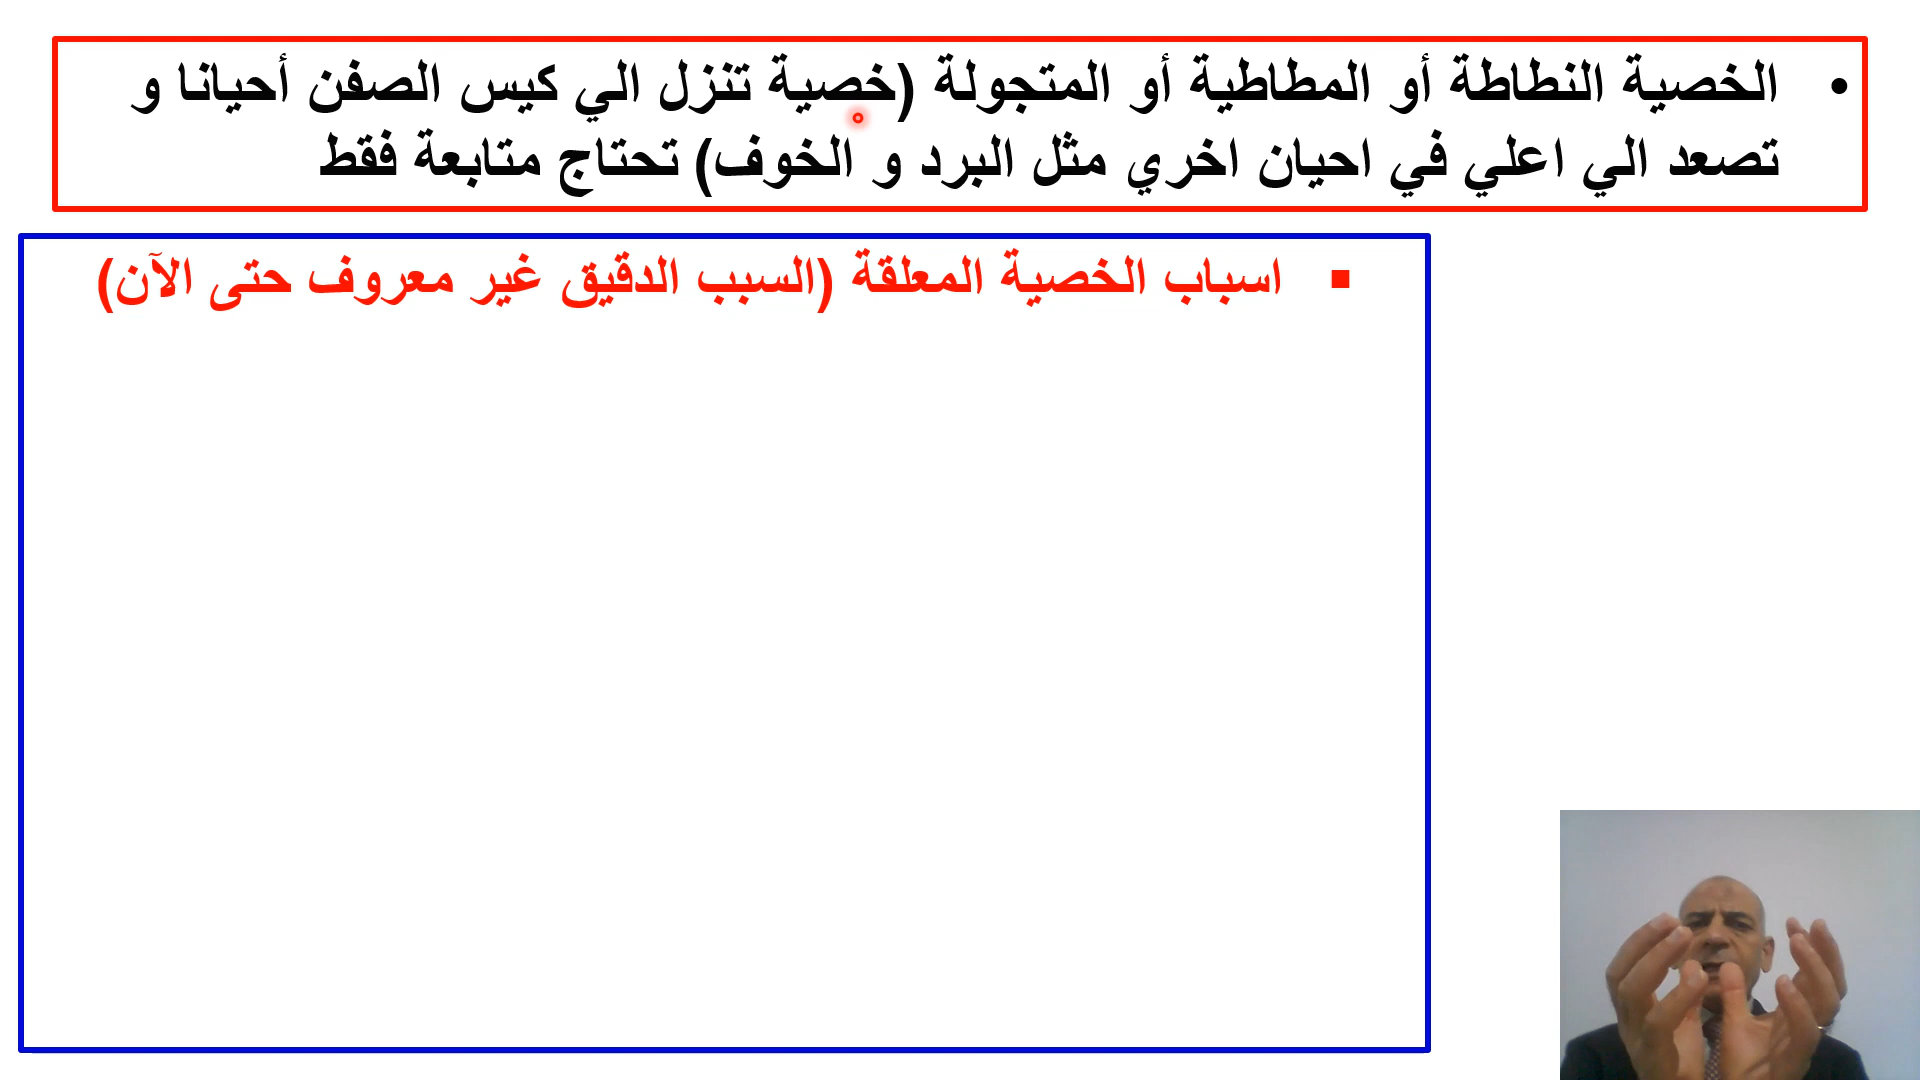 • الخصية النطاطة أو المطاطية أو المتجولة (خصية تنزل الي كيس الصفن أحيانا و
تصعد الي اعلي في احيان اخري مثل البرد و الخوف) تحتاج متابعة فقط
▪ اسباب الخصية المعلقة (السبب الدقيق غير معروف حتى الآن)